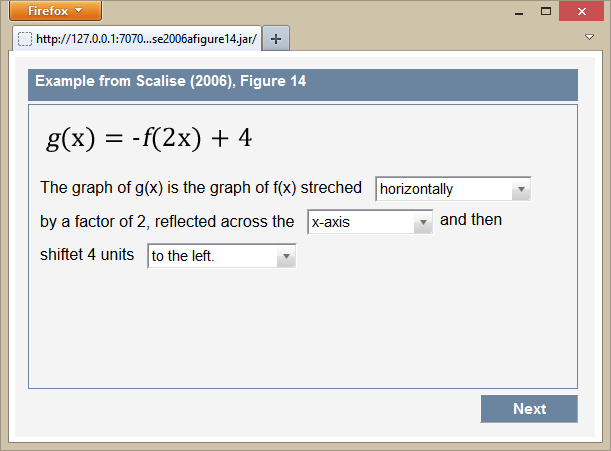 Firefox
http://127.0.0.1:7070...se2006afigure14.jar/
Example from Scalise (2006), Figure 14
g(x) = -f(2x) + 4
The graph of g(x) is the graph of f(x) streched horizontally
by a factor of 2, reflected across the x-axis and then
shiftet 4 units to the left.
Next